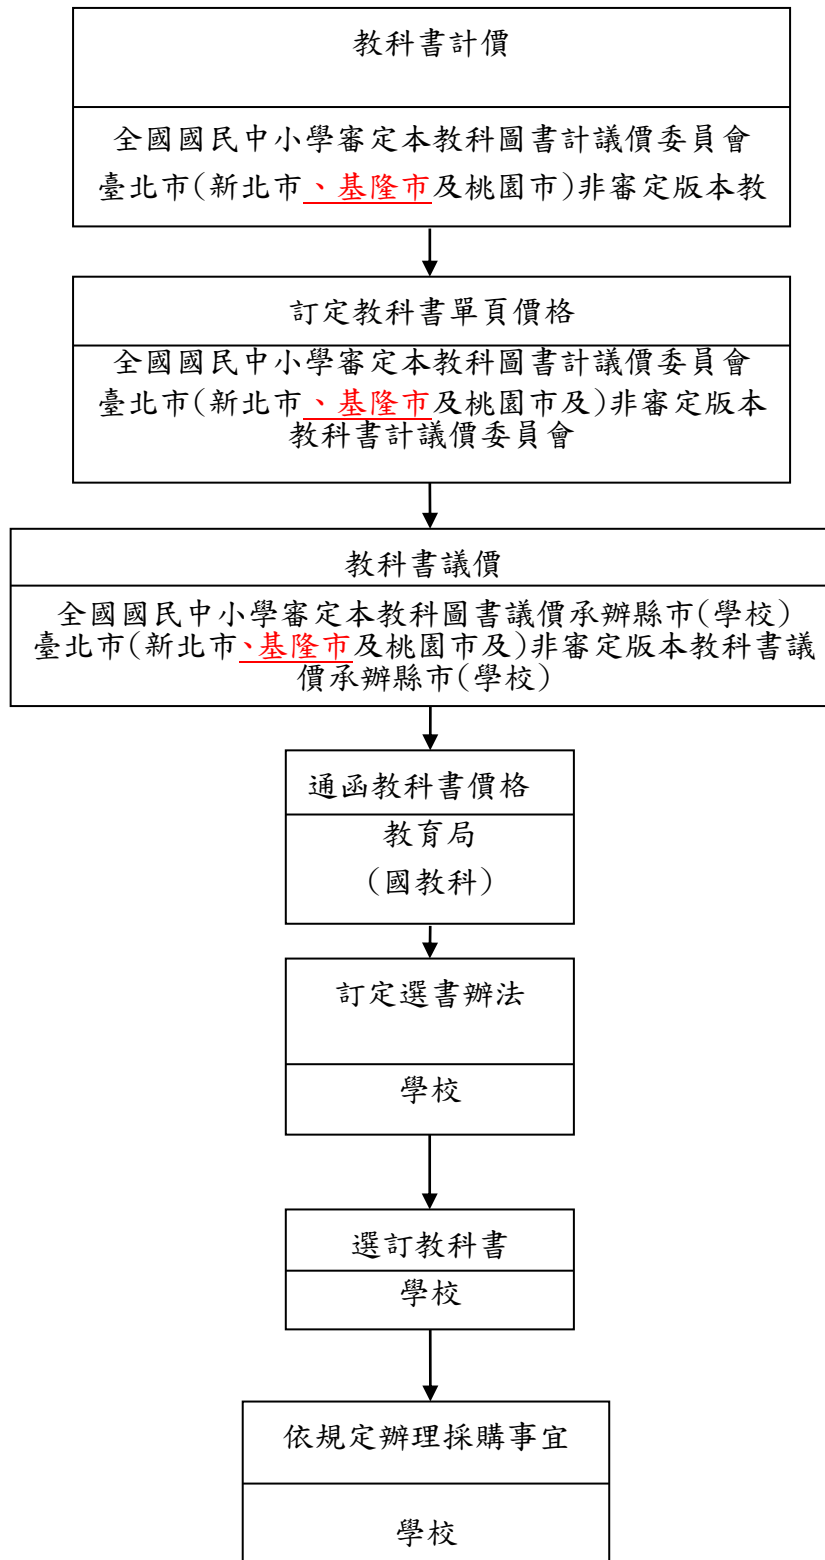 教科書計價
全國國民中小學審定本教科圖書計議價委員會
臺北市(新北市、基隆市及桃園市)非審定版本教
訂定教科書單頁價格
全國國民中小學審定本教科圖書計議價委員會
臺北市(新北市、基隆市及桃園市及)非審定版本
教科書計議價委員會
教科書議價
全國國民中小學審定本教科圖書議價承辦縣市(學校)
臺北市(新北市、基隆市及桃園市及)非審定版本教科書議
價承辦縣市(學校)
通函教科書價格
教育局
(國教科)
訂定選書辦法
學校
選訂教科書
學校
依規定辦理採購事宜
學校